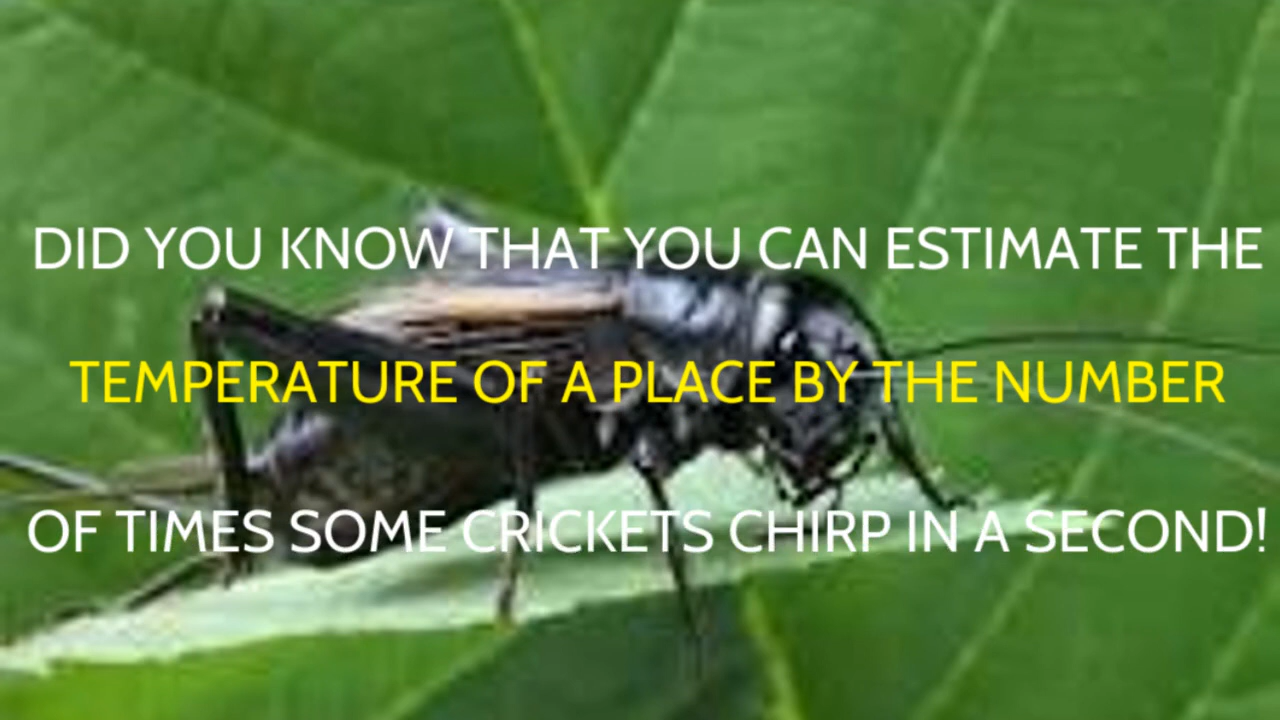 DID YOU KNOW THAT YOU CAN ESTIMATE THE
TEMPERATURE OF A PLACE BY THE NUMBER
OF TIMES SOME CRICKETS CHIRP IN A SECOND!